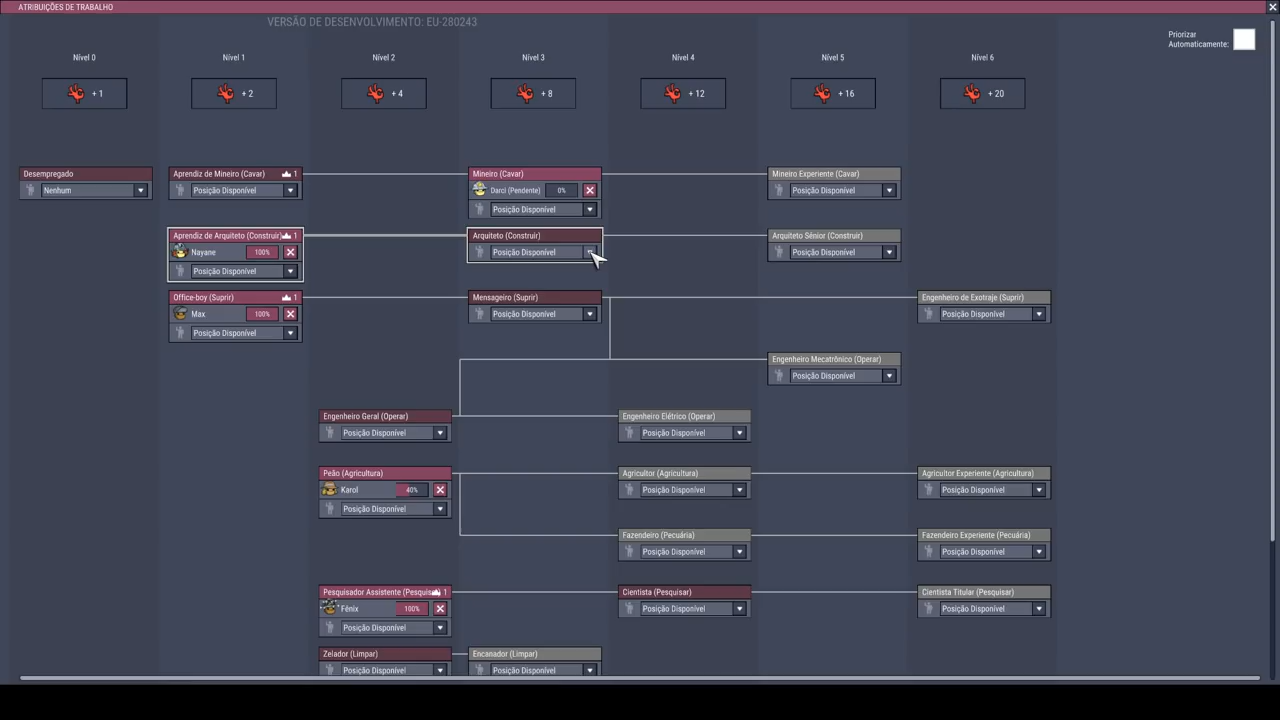 ATRIBUIÇÕES DE TRABALHO
VERSÃO DE DESENVOLVIMENTO: EU-280243
Priorizar
Automaticamente:
Nível 0
Nível 1
Nível 2
Nível 3
Nível 4
Nível 5
Nível 6
+ 1
+ 2
+ 4
+ 8
+ 12
+ 16
+ 20
Desempregado
Nenhum
Aprendiz de Mineiro (Cavar) 1
Posição Disponível
Mineiro (Cavar)
Darci (Pendente) 0%
Posição Disponível
Mineiro Experiente (Cavar)
Posição Disponível
Aprendiz de Arquiteto (Construir) 1
Nayane 100%
Posição Disponível
Arquiteto (Construir)
Posição Disponível
Arquiteto Sênior (Construir)
Posição Disponível
Office-boy (Suprir) 1
Max 100%
Posição Disponível
Mensageiro (Suprir)
Posição Disponível
Engenheiro de Exotraje (Suprir)
Posição Disponível
Engenheiro Mecatrônico (Operar)
Posição Disponível
Engenheiro Geral (Operar)
Posição Disponível
Engenheiro Elétrico (Operar)
Posição Disponível
Peão (Agricultura)
Karol 40%
Posição Disponível
Agricultor (Agricultura)
Posição Disponível
Agricultor Experiente (Agricultura)
Posição Disponível
Fazendeiro (Pecuária)
Posição Disponível
Fazendeiro Experiente (Pecuária)
Posição Disponível
Pesquisador Assistente (Pesquisar 1
Fênix 100%
Posição Disponível
Cientista (Pesquisar)
Posição Disponível
Cientista Titular (Pesquisar)
Posição Disponível
Zelador (Limpar)
Posição Disponível
Encanador (Limpar)
Posição Disponível